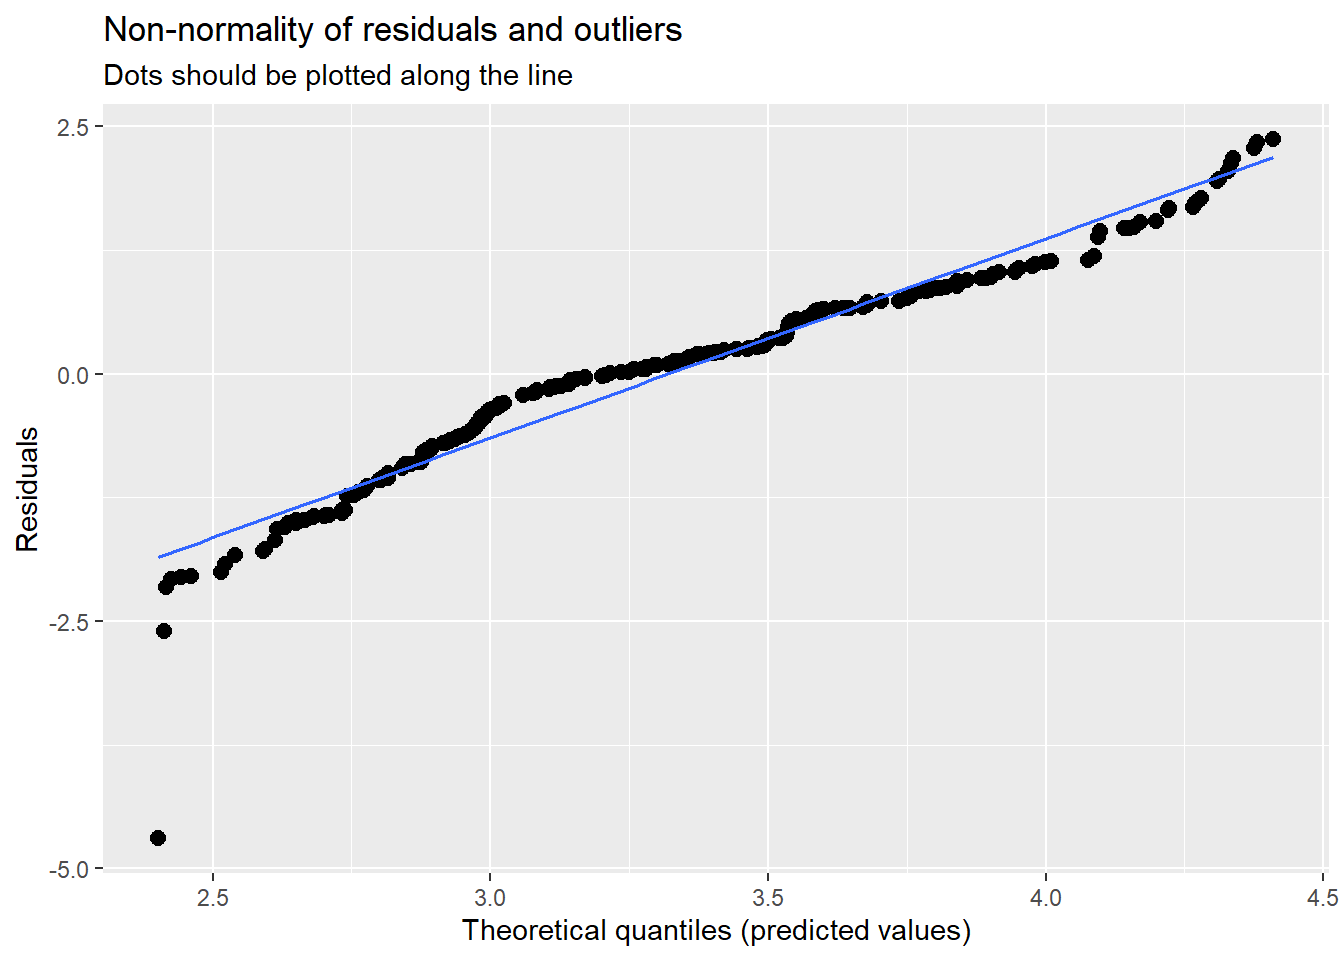 Non-normality of residuals and outliers
Dots should be plotted along the line
2.5
0.0
-2.5
-5.0
Residuals
2.5 3.0 3.5 4.0 4.5
Theoretical quantiles (predicted values)